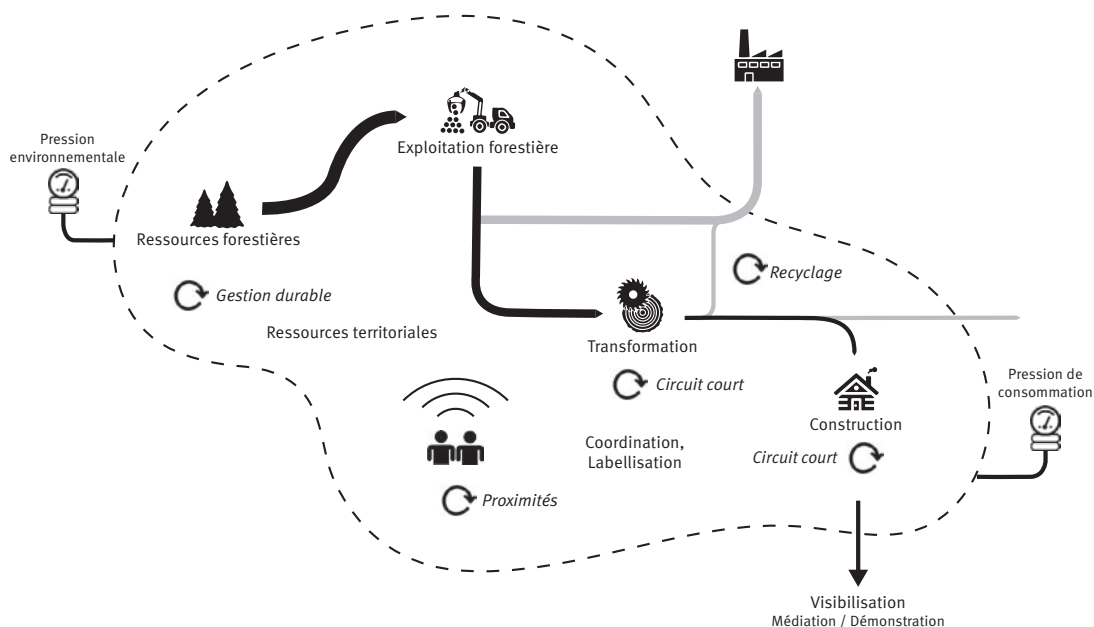 Pression
environnementale
Exploitation forestière
Ressources forestières
Gestion durable
Recyclage
Ressources territoriales
Transformation
Circuit court
Pression de
consommation
Construction
Coordination,
Labellisation
Circuit court
Proximités
Visibilisation
Médiation / Démonstration